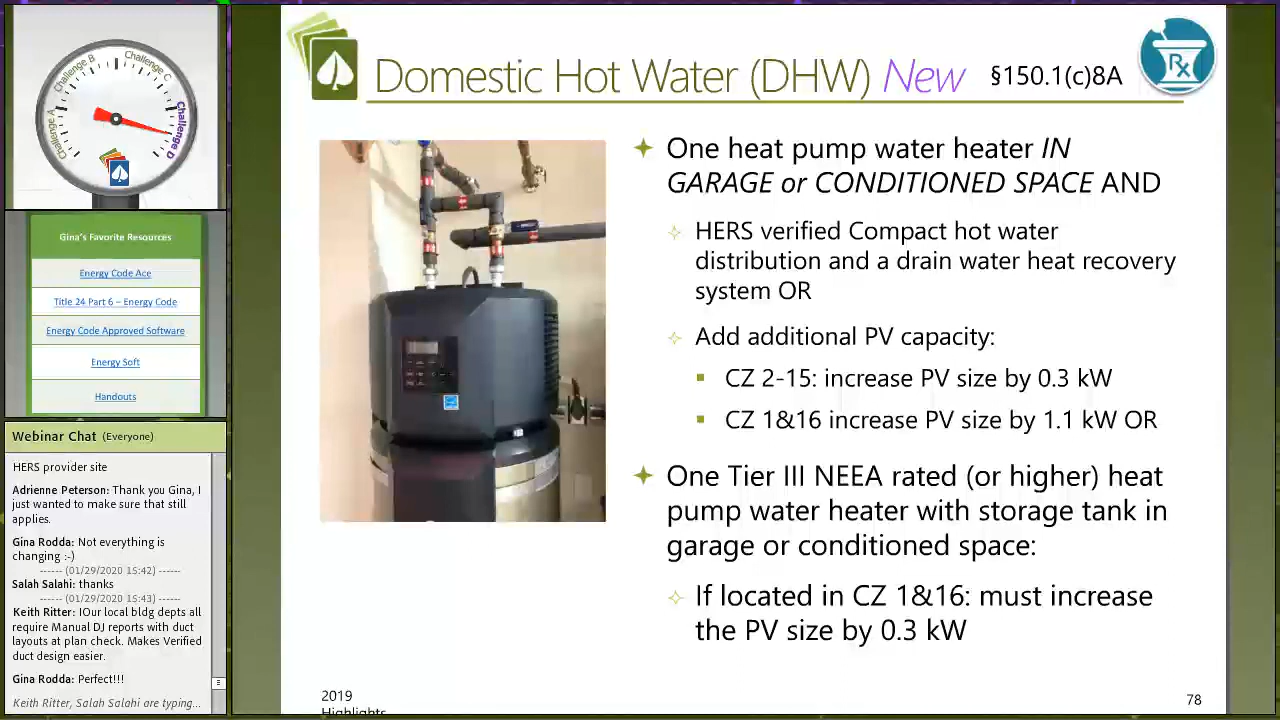 Challenge A
Challenge B
Challenge C
Challenge D
Gina's Favorite Resources
Energy Code Ace
Title 24 Part 6 – Energy Code
Energy Code Approved Software
Energy Soft
Handouts
Webinar Chat (Everyone)
HERS provider site
Adrienne Peterson: Thank you Gina, I
just wanted to make sure that still
applies.
Gina Rodda: Not everything is
changing :-)
------ (01/29/2020 15:42) ------
Salah Salahi: thanks
------ (01/29/2020 15:43) ------
Keith Ritter: IOur local bldg depts all
require Manual DJ reports with duct
layouts at plan check. Makes Verified
duct design easier.
Gina Rodda: Perfect!!!
Keith Ritter, Salah Salahi are typing...
Domestic Hot Water (DHW) New §150.1(c)8A
Rx
One heat pump water heater IN
GARAGE or CONDITIONED SPACE AND
HERS verified Compact hot water
distribution and a drain water heat recovery
system OR
Add additional PV capacity:
CZ 2-15: increase PV size by 0.3 kW
CZ 1&16 increase PV size by 1.1 kW OR
One Tier III NEEA rated (or higher) heat
pump water heater with storage tank in
garage or conditioned space:
If located in CZ 1&16: must increase
the PV size by 0.3 kW
2019
Highlights
78